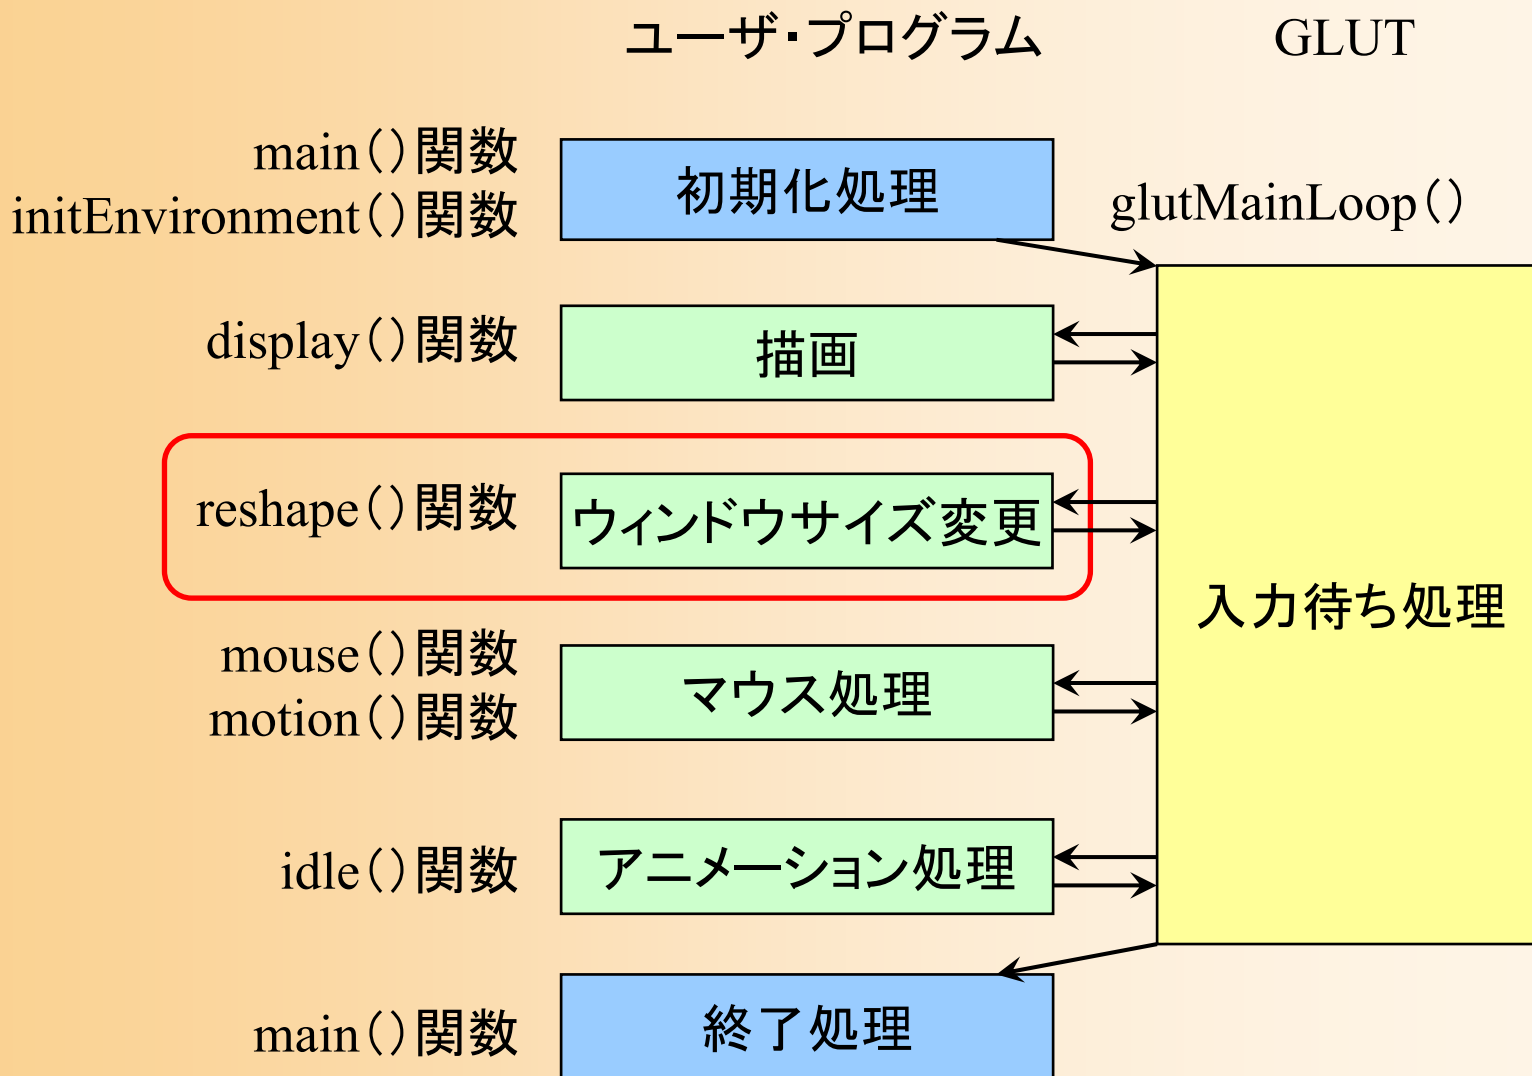 ユーザ・プログラム
GLUT
main()関数
initEnvironment()関数
初期化処理
glutMainLoop()
display()関数
描画
reshape()関数
ウィンドウサイズ変更
入力待ち処理
mouse()関数
motion()関数
マウス処理
idle()関数
アニメーション処理
main()関数
終了処理